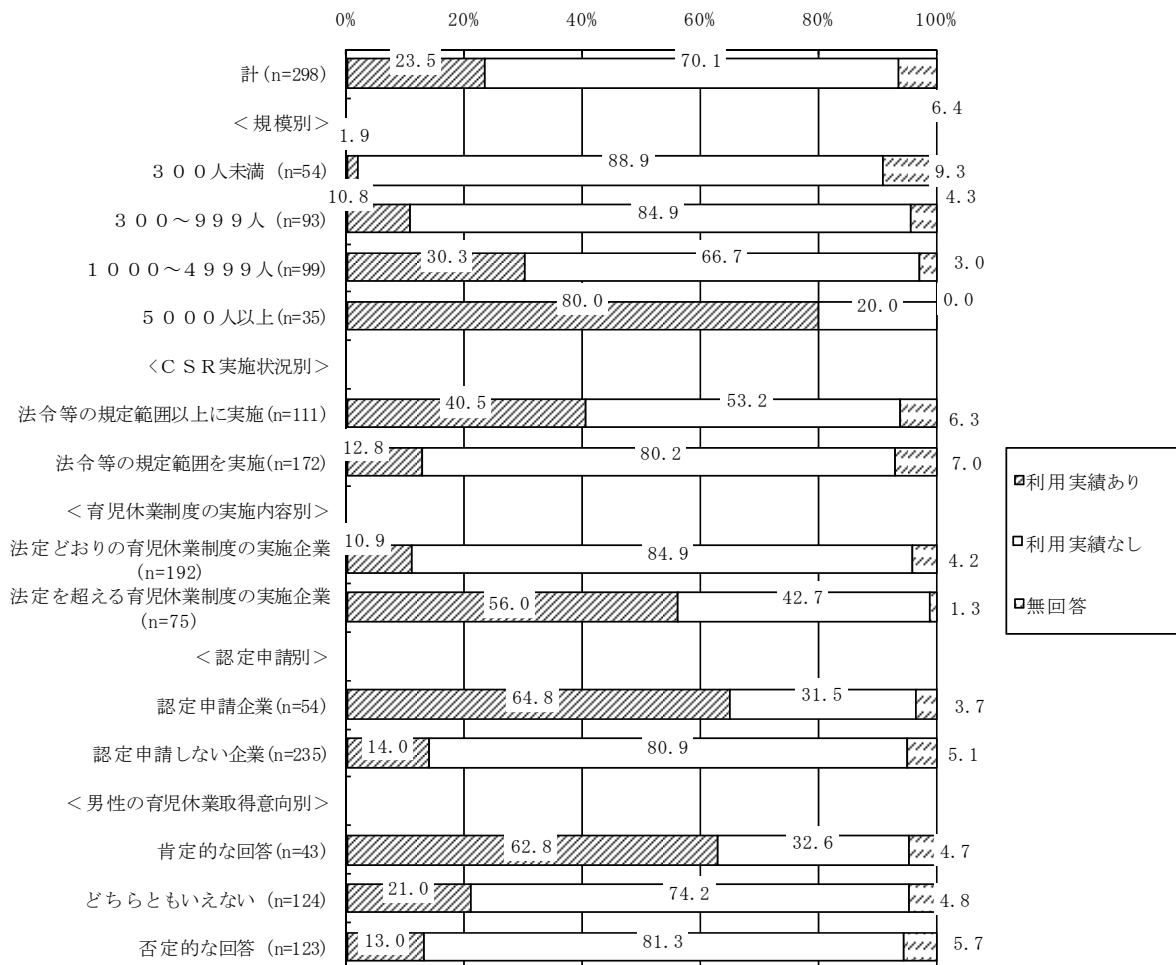 0% 20% 40% 60% 80% 100%
計(n=298) 23.5 70.1 6.4
＜規模別＞
３００人未満 (n=54) 1.9 88.9 9.3
３００～９９９人 (n=93) 10.8 84.9 4.3
１０００～４９９９人(n=99) 30.3 66.7 3.0
５０００人以上(n=35) 80.0 20.0 0.0
＜ＣＳＲ実施状況別＞
法令等の規定範囲以上に実施(n=111) 40.5 53.2 6.3
法令等の規定範囲を実施(n=172) 12.8 80.2 7.0
＜育児休業制度の実施内容別＞
法定どおりの育児休業制度の実施企業 10.9 84.9 4.2
(n=192)
法定を超える育児休業制度の実施企業 56.0 42.7 1.3
(n=75)
＜認定申請別＞
認定申請企業(n=54) 64.8 31.5 3.7
認定申請しない企業(n=235) 14.0 80.9 5.1
＜男性の育児休業取得意向別＞
肯定的な回答(n=43) 62.8 32.6 4.7
どちらともいえない (n=124) 21.0 74.2 4.8
否定的な回答 (n=123) 13.0 81.3 5.7
利用実績あり
利用実績なし
無回答